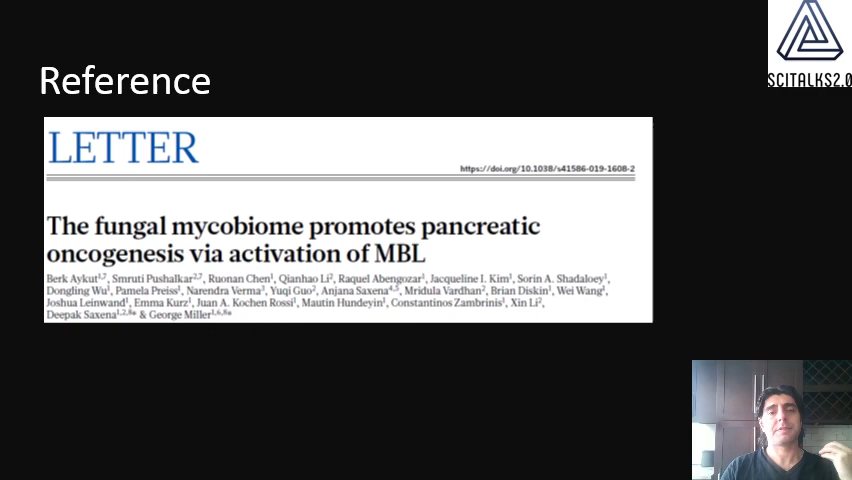 SCITALKS2.0
Reference
LETTER
https://doi.org/10.1038/s41586-019-1608-2
The fungal mycobiome promotes pancreatic
oncogenesis via activation of MBL
Berk Aykut1,7, Smruti Pushalkar2,7, Ruonan Chen1, Qianhao Li2, Raquel Abengozar1, Jacqueline I. Kim1, Sorin A. Shadaloey1,
Dongling Wu1, Pamela Preiss1, Narendra Verma3, Yuqi Guo2, Anjana Saxena4,5, Mridula Vardhan2, Brian Diskin1, Wei Wang1,
Joshua Leinwand1, Emma Kurz1, Juan A. Kochen Rossi1, Mautin Hundeyin1, Constantinos Zambrinis1, Xin Li2,
Deepak Saxena1,2,8* & George Miller1,6,8*